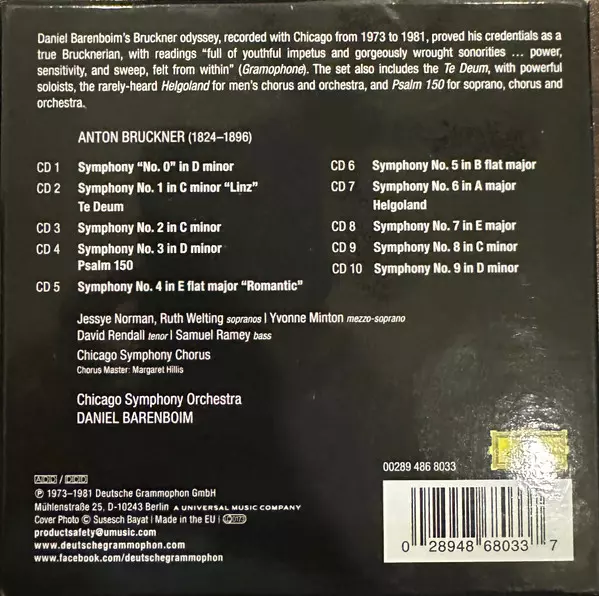 Daniel Barenboim's Bruckner odyssey, recorded with Chicago from 1973 to 1981, proved his credentials as a
true Brucknerian, with readings "full of youthful impetus and gorgeously wrought sonorities ... power,
sensitivity, and sweep, felt from within" (Gramophone). The set also includes the Te Deum, with powerful
soloists, the rarely-heard Helgoland for men's chorus and orchestra, and Psalm 150 for soprano, chorus and
orchestra.
ANTON BRUCKNER (1824–1896)
CD 1 Symphony "No. 0" in D minor
CD 2 Symphony No. 1 in C minor "Linz"
Te Deum
CD 3 Symphony No. 2 in C minor
CD 4 Symphony No. 3 in D minor
Psalm 150
CD 5 Symphony No. 4 in E flat major "Romantic"
CD 6 Symphony No. 5 in B flat major
CD 7 Symphony No. 6 in A major
Helgoland
CD 8 Symphony No. 7 in E major
CD 9 Symphony No. 8 in C minor
CD 10 Symphony No. 9 in D minor
Jessye Norman, Ruth Welting sopranos | Yvonne Minton mezzo-soprano
David Rendall tenor | Samuel Ramey bass
Chicago Symphony Chorus
Chorus Master: Margaret Hillis
Chicago Symphony Orchestra
DANIEL BARENBOIM
ADD / DDD
℗ 1973–1981 Deutsche Grammophon GmbH
Mühlenstraße 25, D-10243 Berlin A UNIVERSAL MUSIC COMPANY
Cover Photo © Susesch Bayat | Made in the EU |
productsafety@umusic.com
www.deutschegrammophon.com
www.facebook.com/deutschegrammophon
00289 486 8033
0 28948 68033 7